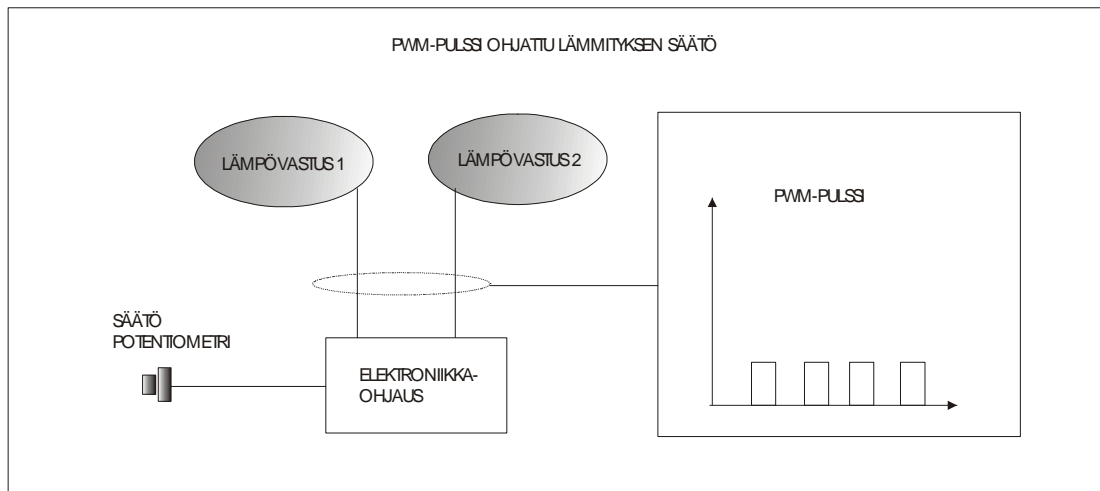 PWM-PULSSI OHJATTU LÄMMITYKSEN SÄÄTÖ
LÄMPÖVASTUS 1
LÄMPÖVASTUS 2
PWM-PULSSI
SÄÄTÖ
POTENTIOMETRI
ELEKTRONIIKKA-
OHJAUS